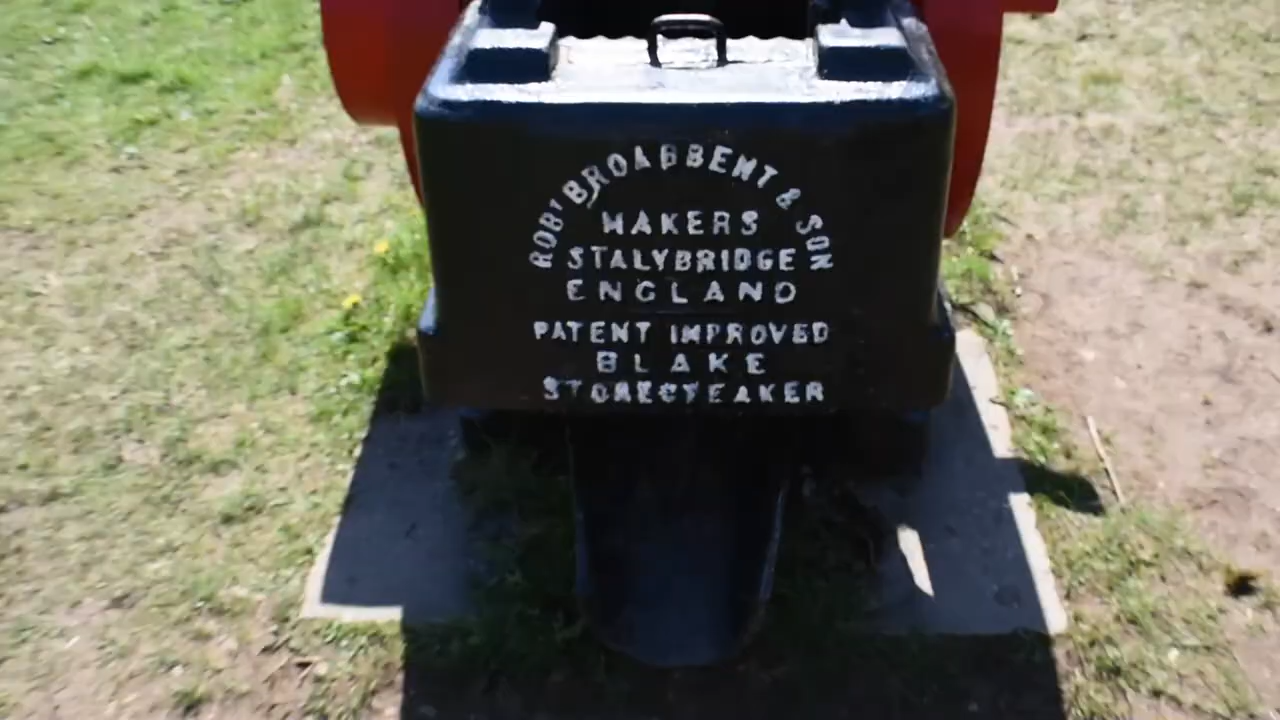 ROBT BROADBENT & SON
MAKERS
STALYBRIDGE
ENGLAND
PATENT IMPROVED
BLAKE
STONEBREAKER